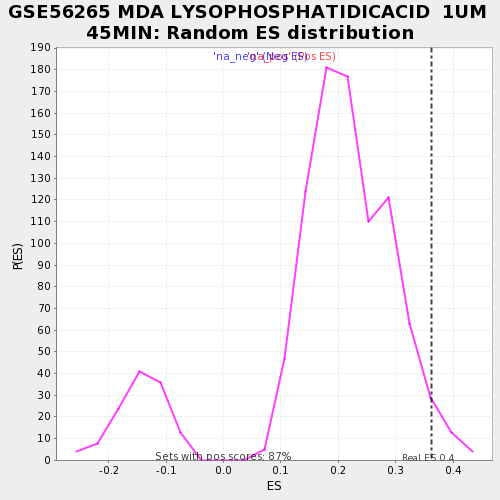 GSE56265 MDA LYSOPHOSPHATIDICACID 1UM
45MIN: Random ES distribution
'na_neg' (Neg ES) 'na_pos' (Pos ES)
P(ES)
190
180
170
160
150
140
130
120
110
100
90
80
70
60
50
40
30
20
10
0
Sets with pos scores: 87%
Real ES 0.4
-0.2 -0.1 0.0 0.1 0.2 0.3 0.4
ES